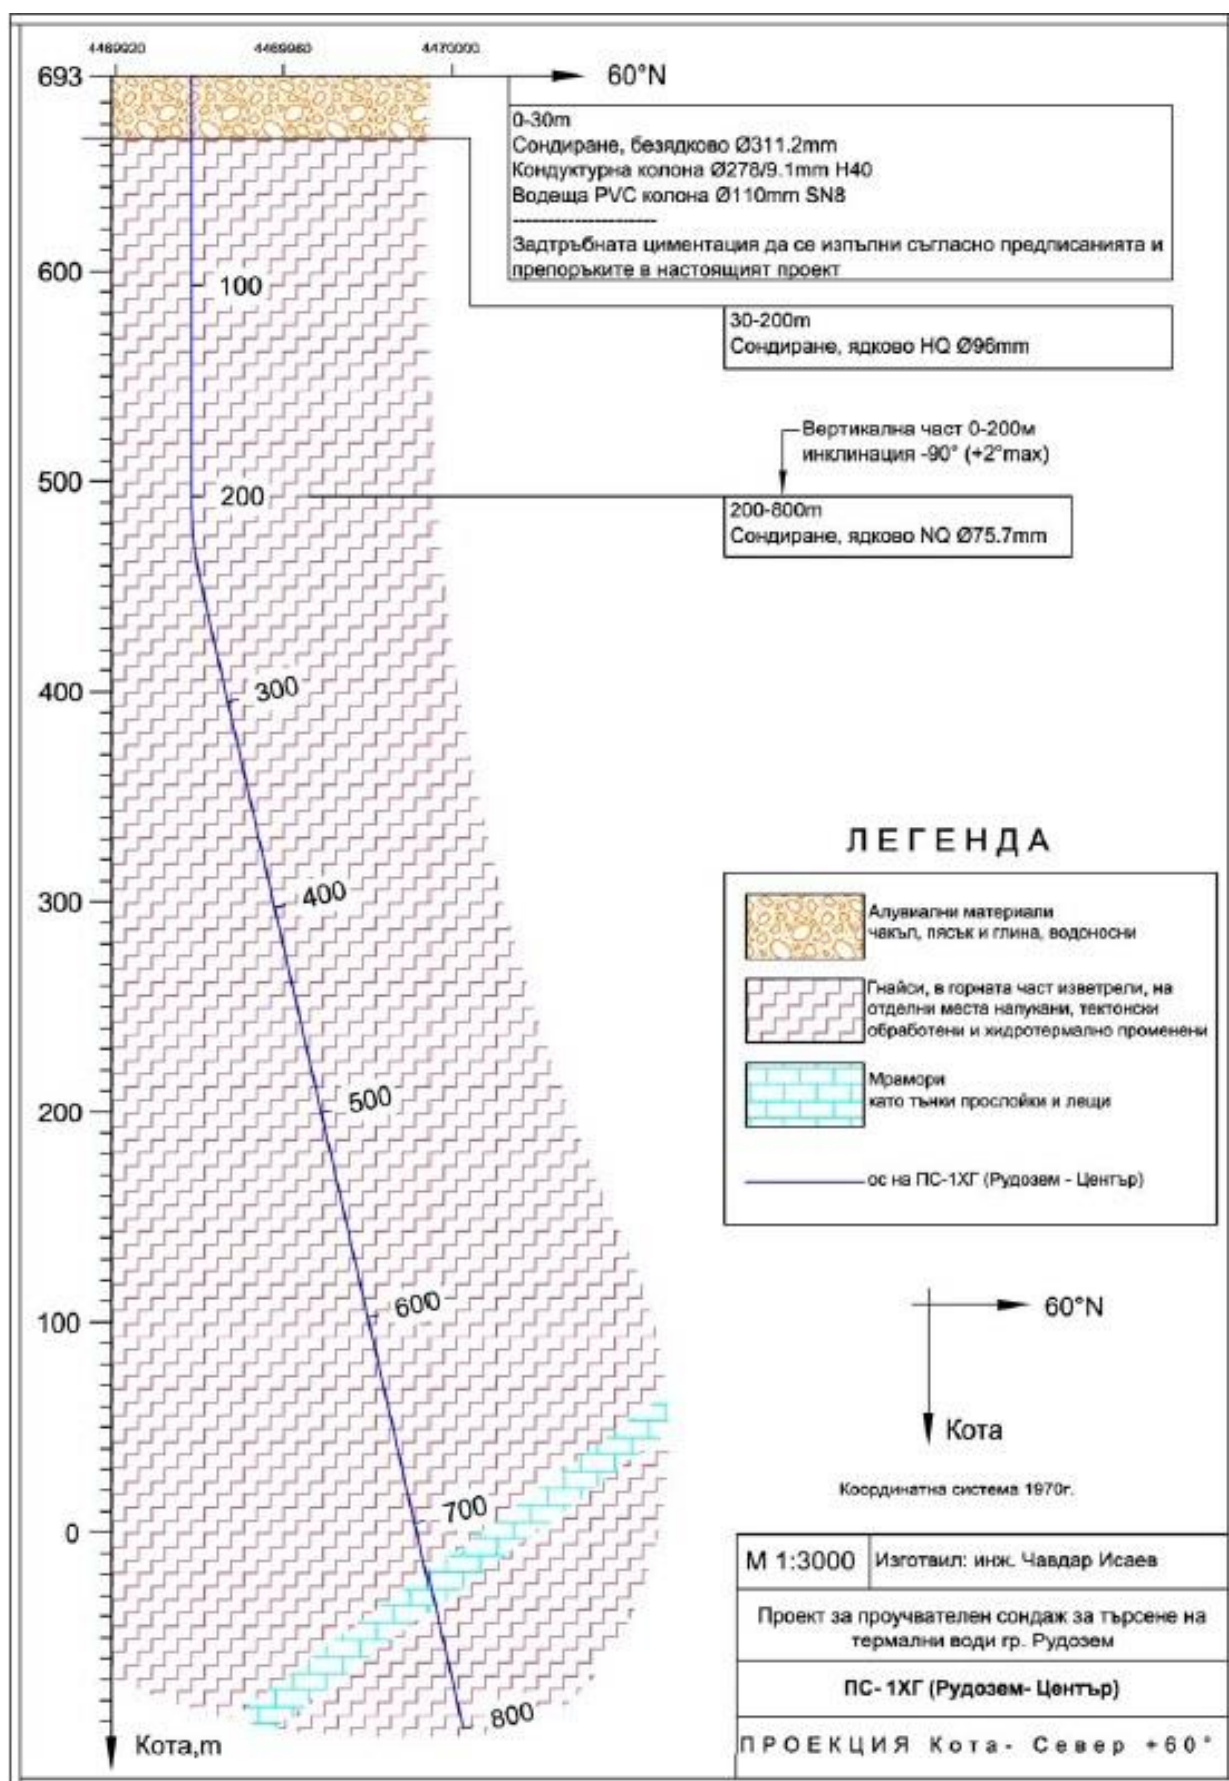 4469920 4469960 4470000
693 60°N
0-30m
Сондиране, безядково Ø311.2mm
Кондуктурна колона Ø278/9.1mm H40
Водеща PVC колона Ø110mm SN8
----------------------
Задтръбната циментация да се изпълни съгласно предписанията и
препоръките в настоящият проект
600
100
30-200m
Сондиране, ядково HQ Ø96mm
Вертикална част 0-200м
инклинация -90° (+2°max)
500
200
200-800m
Сондиране, ядково NQ Ø75.7mm
400
300
ЛЕГЕНДА
300
400
Алувиални материали
чакъл, пясък и глина, водоносни
Гнайси, в горната част изветрели, на
отделни места напукани, тектонски
обработени и хидротермално променени
200
500
Мрамори
като тънки прослойки и лещи
ос на ПС-1ХГ (Рудозем - Център)
100
600
60°N
Кота
Координатна система 1970г.
0
700
М 1:3000 Изготвил: инж. Чавдар Исаев
Проект за проучвателен сондаж за търсене на
термални води гр. Рудозем
ПС- 1ХГ (Рудозем- Център)
800
Кота,m
ПРОЕКЦИЯ Кота- Север +60°